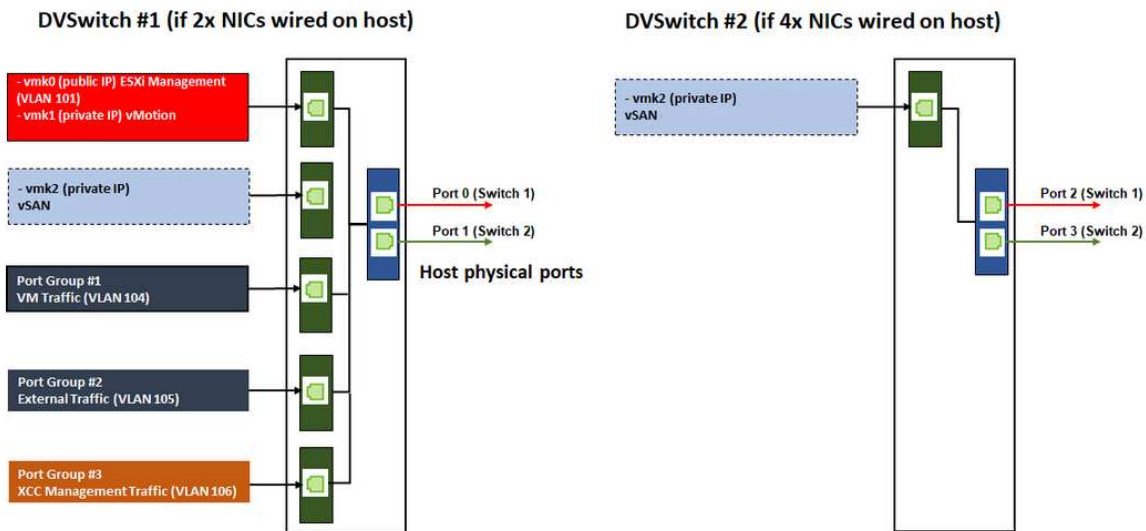 DVSwitch #1 (if 2x NICs wired on host)
- vmk0 (public IP) ESXi Management
(VLAN 101)
- vmk1 (private IP) vMotion
- vmk2 (private IP)
vSAN
Port Group #1
VM Traffic (VLAN 104)
Port Group #2
External Traffic (VLAN 105)
Port Group #3
XCC Management Traffic (VLAN 106)
Port 0 (Switch 1)
Port 1 (Switch 2)
Host physical ports
DVSwitch #2 (if 4x NICs wired on host)
- vmk2 (private IP)
vSAN
Port 2 (Switch 1)
Port 3 (Switch 2)